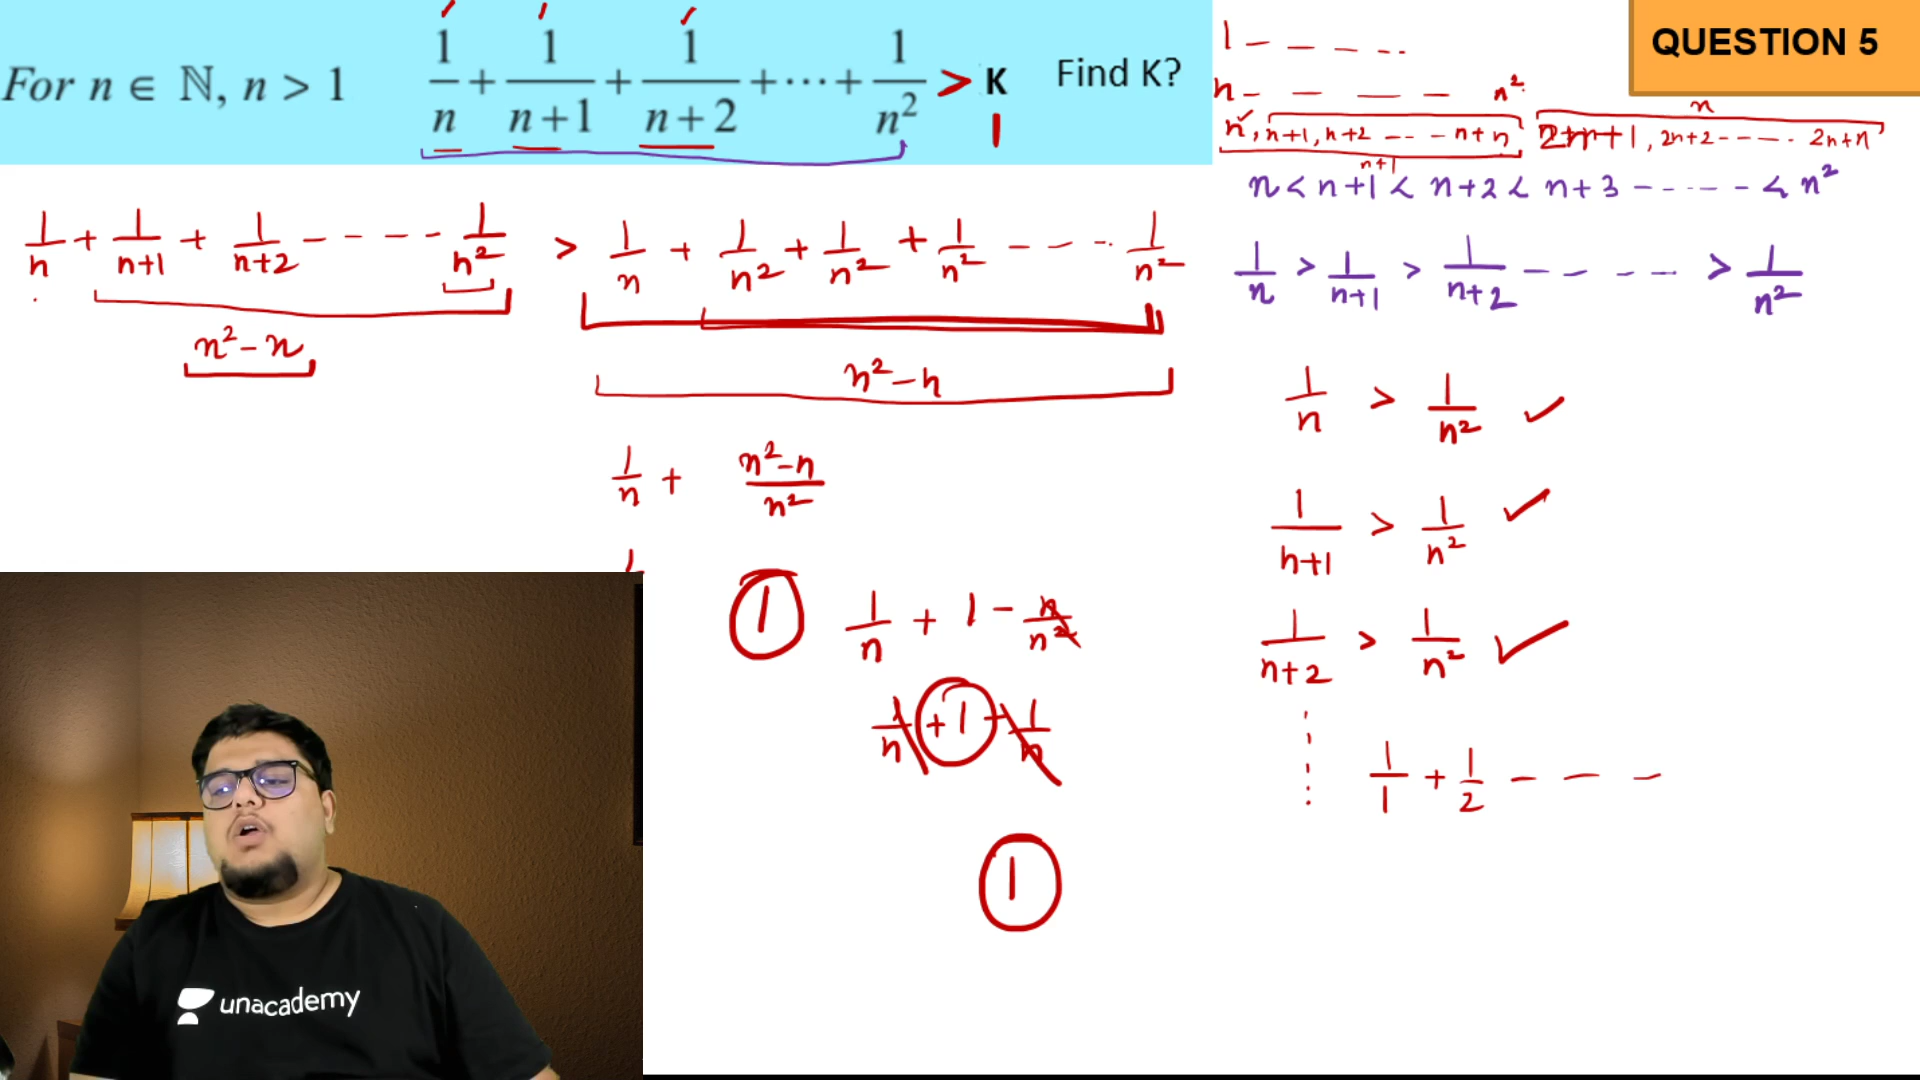 For n ∈ ℕ, n > 1   1/n + 1/(n+1) + 1/(n+2) + ⋯ + 1/n² > K   Find K?
1
QUESTION 5
1 – – – – ..
n – – – – – n²
n
n, n+1, n+2 --- - n+n   2n+1, 2n+2 ----- 2n+n
n+1
n < n+1 < n+2 < n+3 ------- < n²
1/n + 1/(n+1) + 1/(n+2) ---- - 1/n² > 1/n + 1/n² + 1/n² + 1/n² ---- 1/n²
1/n > 1/(n+1) > 1/(n+2) ------ > 1/n²
n² – n
n² – n
1/n > 1/n² ✓
1/n + (n²–n)/n²
1/(n+1) > 1/n² ✓
1   1/n + 1 – n/n²
1/(n+2) > 1/n² ✓
1/n + 1 + 1/n
1/1 + 1/2 – – –
1
unacademy